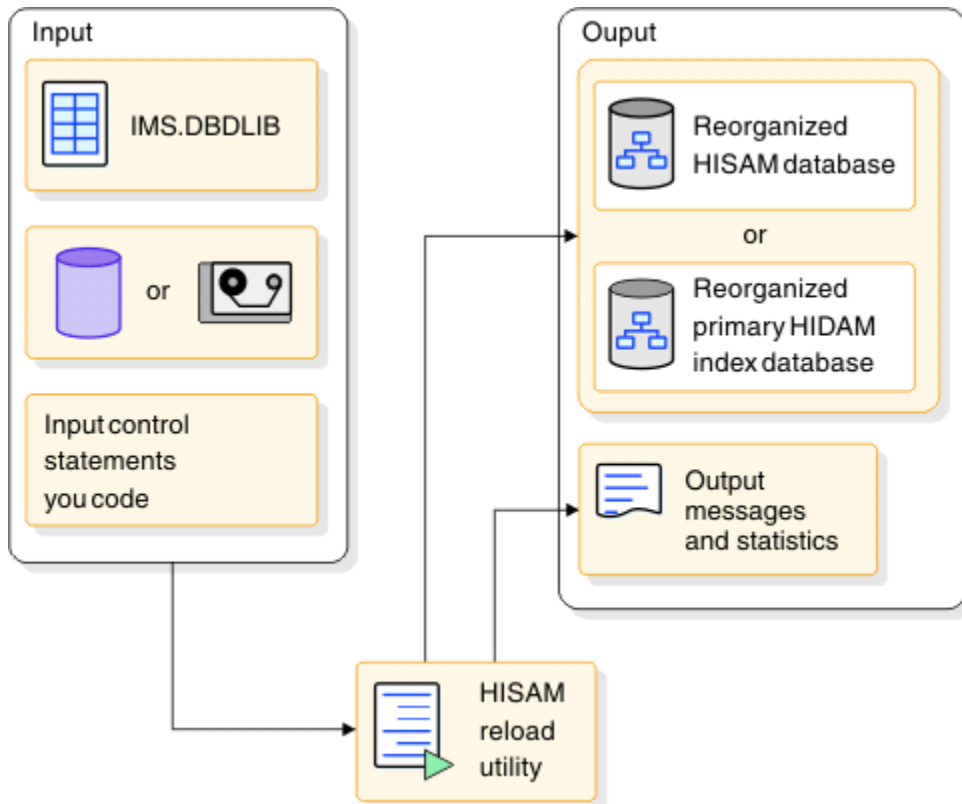 Input
IMS.DBDLIB
or
Input control
statements
you code
Ouput
Reorganized
HISAM database
or
Reorganized
primary HIDAM
index database
Output
messages
and statistics
HISAM
reload
utility